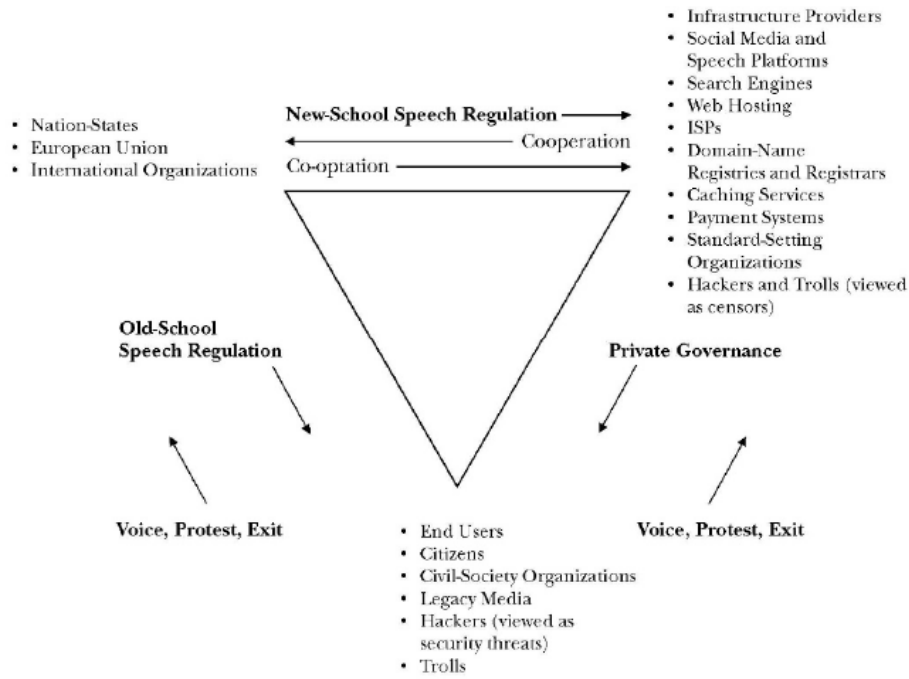 • Infrastructure Providers
• Social Media and
Speech Platforms
• Search Engines
• Web Hosting
• ISPs
• Domain-Name
Registries and Registrars
• Caching Services
• Payment Systems
• Standard-Setting
Organizations
• Hackers and Trolls (viewed
as censors)
New-School Speech Regulation
Cooperation
Co-optation
• Nation-States
• European Union
• International Organizations
Old-School
Speech Regulation
Private Governance
Voice, Protest, Exit
Voice, Protest, Exit
• End Users
• Citizens
• Civil-Society Organizations
• Legacy Media
• Hackers (viewed as
security threats)
• Trolls